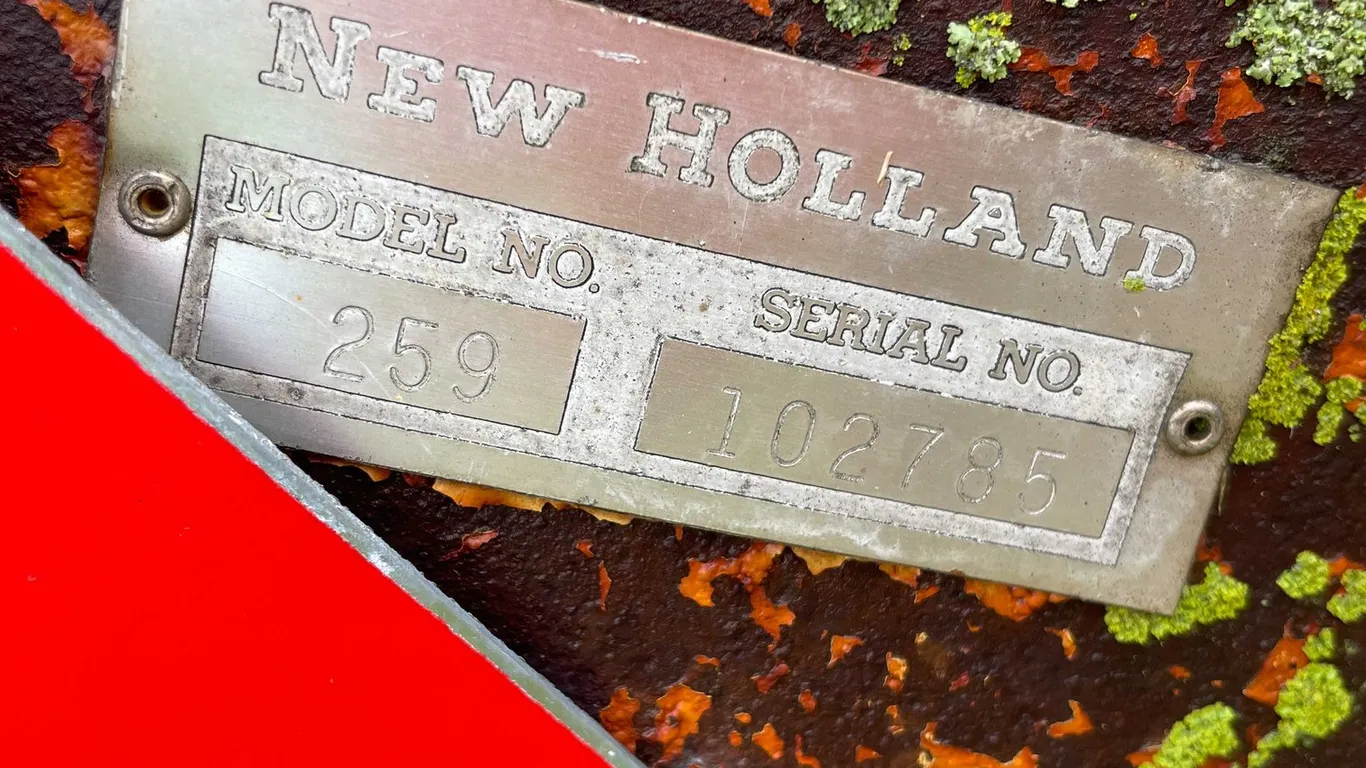 NEW HOLLAND
MODEL NO.
259
SERIAL NO.
102785